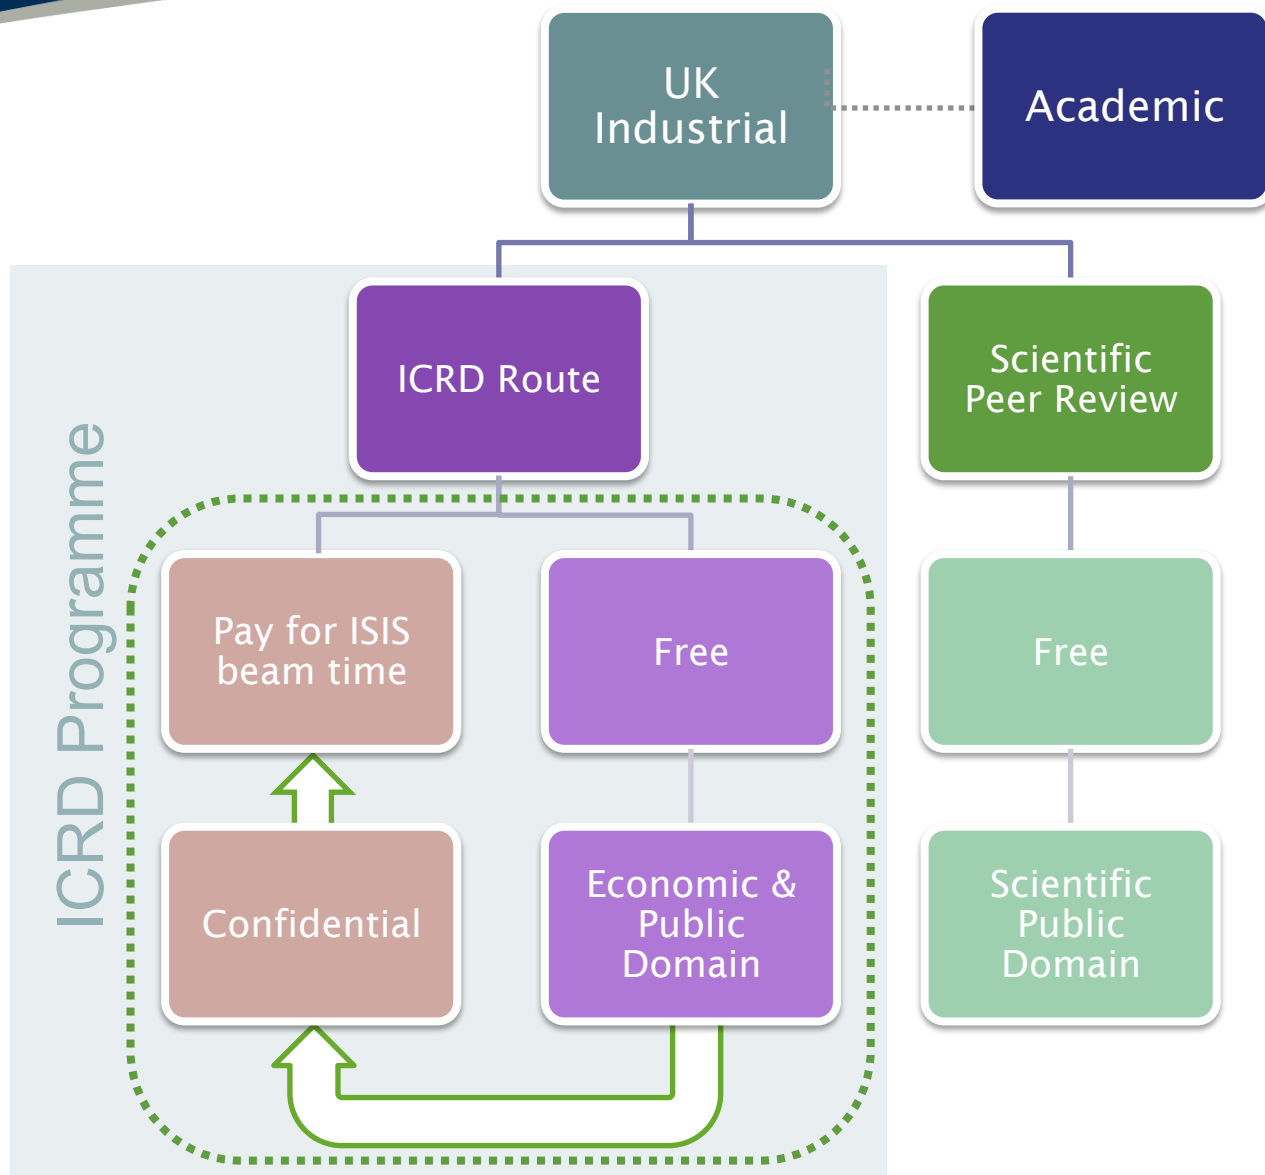 UK
Industrial
Academic
ICRD Programme
ICRD Route
Scientific
Peer Review
Pay for ISIS
beam time
Free
Free
Confidential
Economic &
Public
Domain
Scientific
Public
Domain